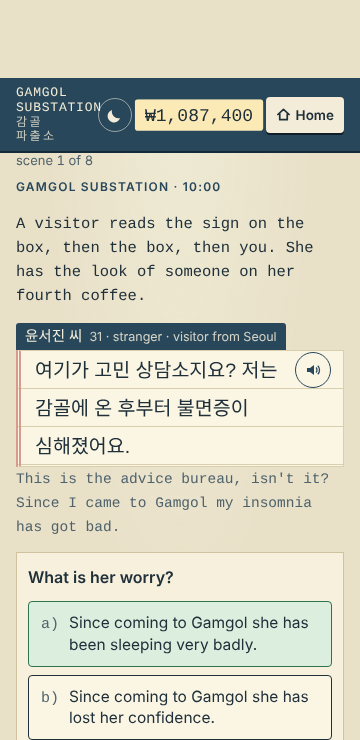 GAMGOL
SUBSTATION
감골
파출소
₩1,087,400
Home
scene 1 of 8
GAMGOL SUBSTATION · 10:00
A visitor reads the sign on the
box, then the box, then you. She
has the look of someone on her
fourth coffee.
윤서진 씨 31 · stranger · visitor from Seoul
여기가 고민 상담소지요? 저는
감골에 온 후부터 불면증이
심해졌어요.
This is the advice bureau, isn't it?
Since I came to Gamgol my insomnia
has got bad.
What is her worry?
a) Since coming to Gamgol she has
been sleeping very badly.
b) Since coming to Gamgol she has
lost her confidence.